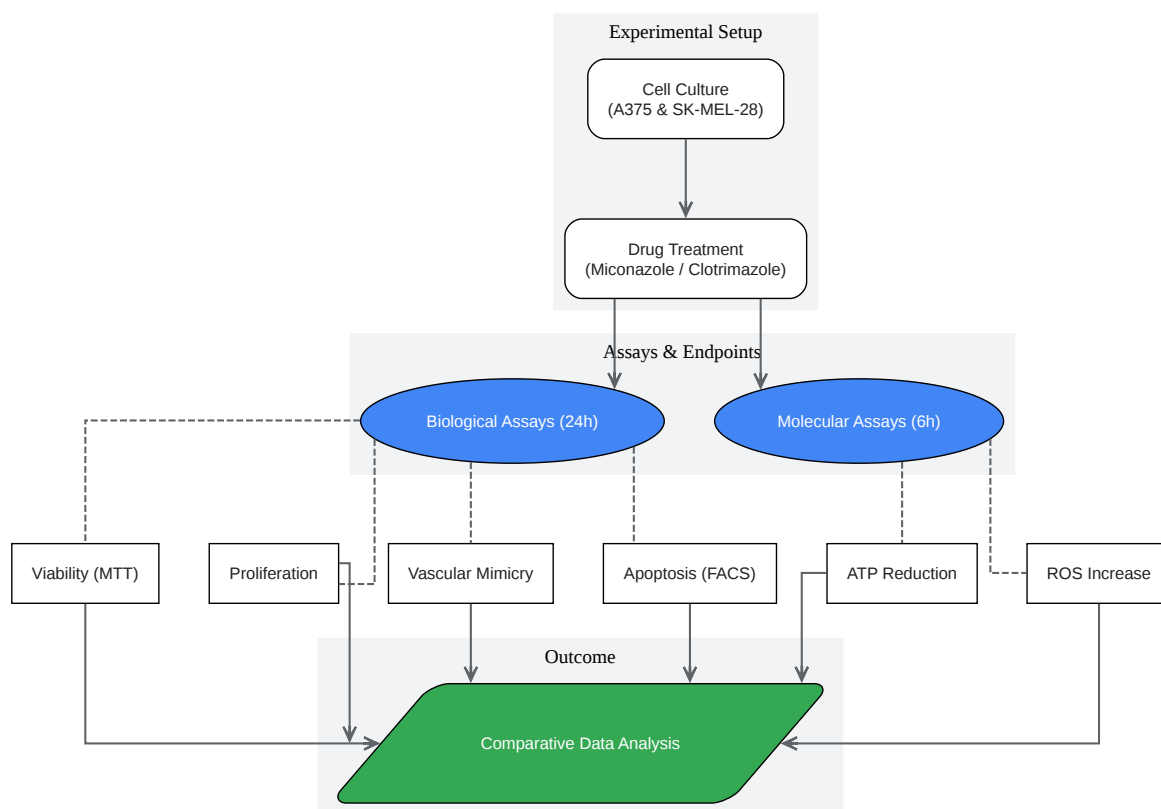 Experimental Setup
Cell Culture
(A375 & SK-MEL-28)
Drug Treatment
(Miconazole / Clotrimazole)
Assays & Endpoints
Biological Assays (24h)
Molecular Assays (6h)
Viability (MTT)
Proliferation
Vascular Mimicry
Apoptosis (FACS)
ATP Reduction
ROS Increase
Outcome
Comparative Data Analysis